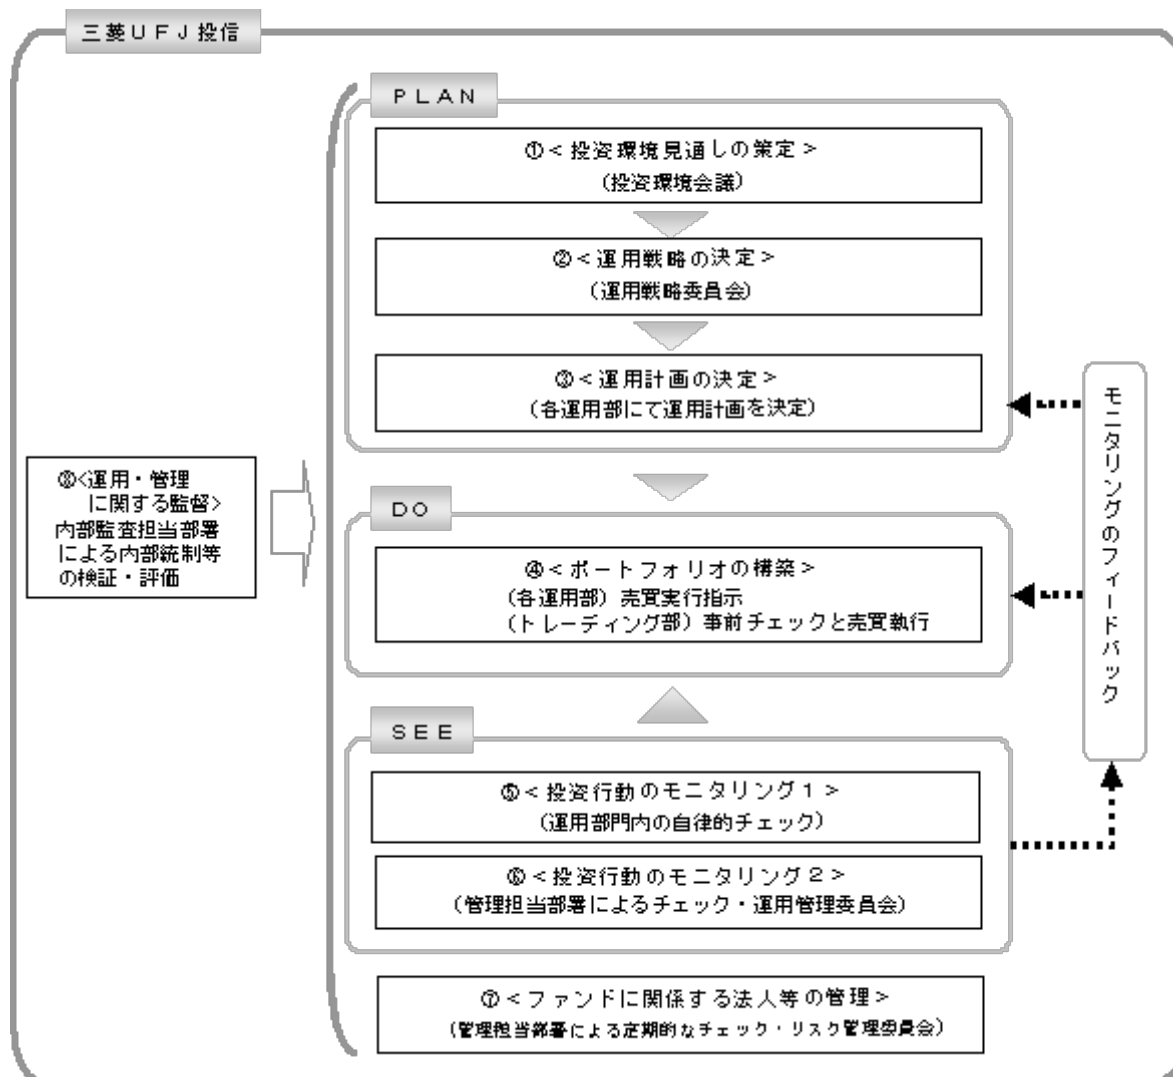 三菱UFJ投信
PLAN
①<投資環境見通しの策定>
(投資環境会議)
②<運用戦略の決定>
(運用戦略委員会)
③<運用計画の決定>
(各運用部にて運用計画を決定)
⑧<運用・管理
に関する監督>
内部監査担当部署
による内部統制等
の検証・評価
DO
④<ポートフォリオの構築>
(各運用部)売買実行指示
(トレーディング部)事前チェックと売買執行
SEE
⑤<投資行動のモニタリング1>
(運用部門内の自律的チェック)
⑥<投資行動のモニタリング2>
(管理担当部署によるチェック・運用管理委員会)
モニタリングのフィードバック
⑦<ファンドに関係する法人等の管理>
(管理担当部署による定期的なチェック・リスク管理委員会)